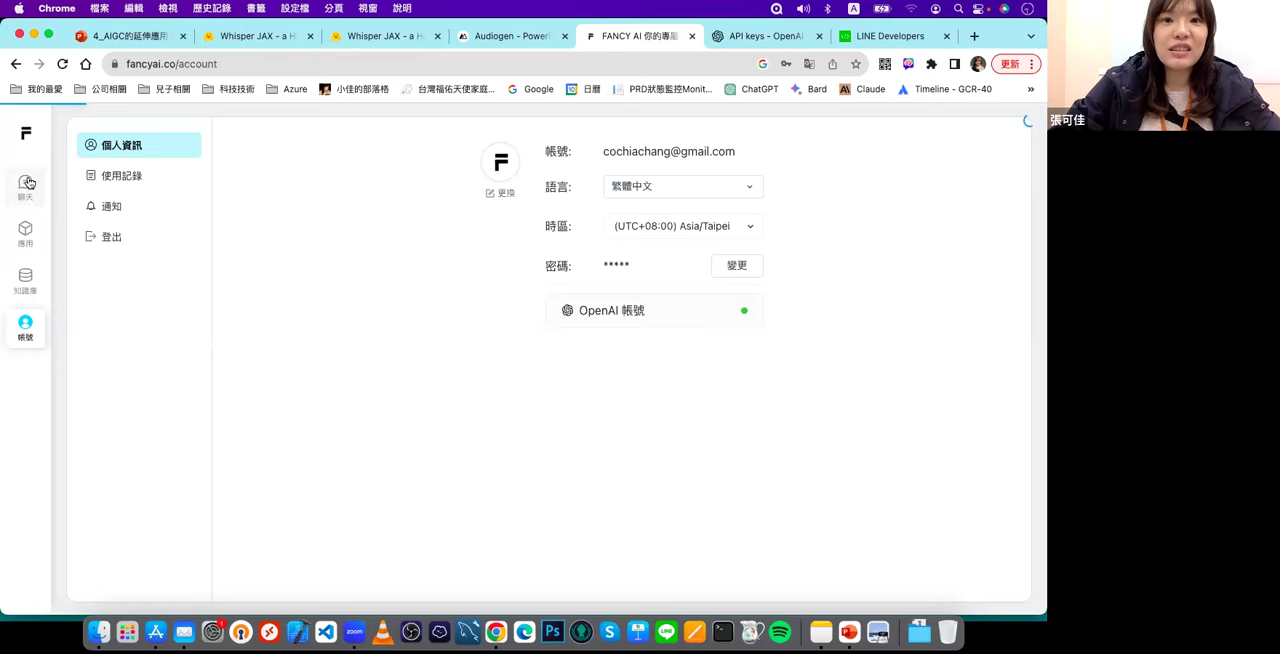 Chrome 檔案 編輯 檢視 歷史記錄 書籤 設定檔 分頁 視窗 說明
4_AIGC的延伸應用
Whisper JAX - a H
Whisper JAX - a H
Audiogen - Power
FANCY AI 你的專屬
API keys - OpenAI
LINE Developers
fancyai.co/account
更新
我的最愛 公司相關 兒子相關 科技技術 Azure 小佳的部落格 台灣福佑天使家庭... Google 日曆 PRD狀態監控Monit... ChatGPT Bard Claude Timeline - GCR-40
張可佳
聊天
應用
知識庫
帳號
個人資訊
使用記錄
通知
登出
更換
帳號: cochiachang@gmail.com
語言: 繁體中文
時區: (UTC+08:00) Asia/Taipei
密碼: ***** 變更
OpenAI 帳號
zoom
Ps